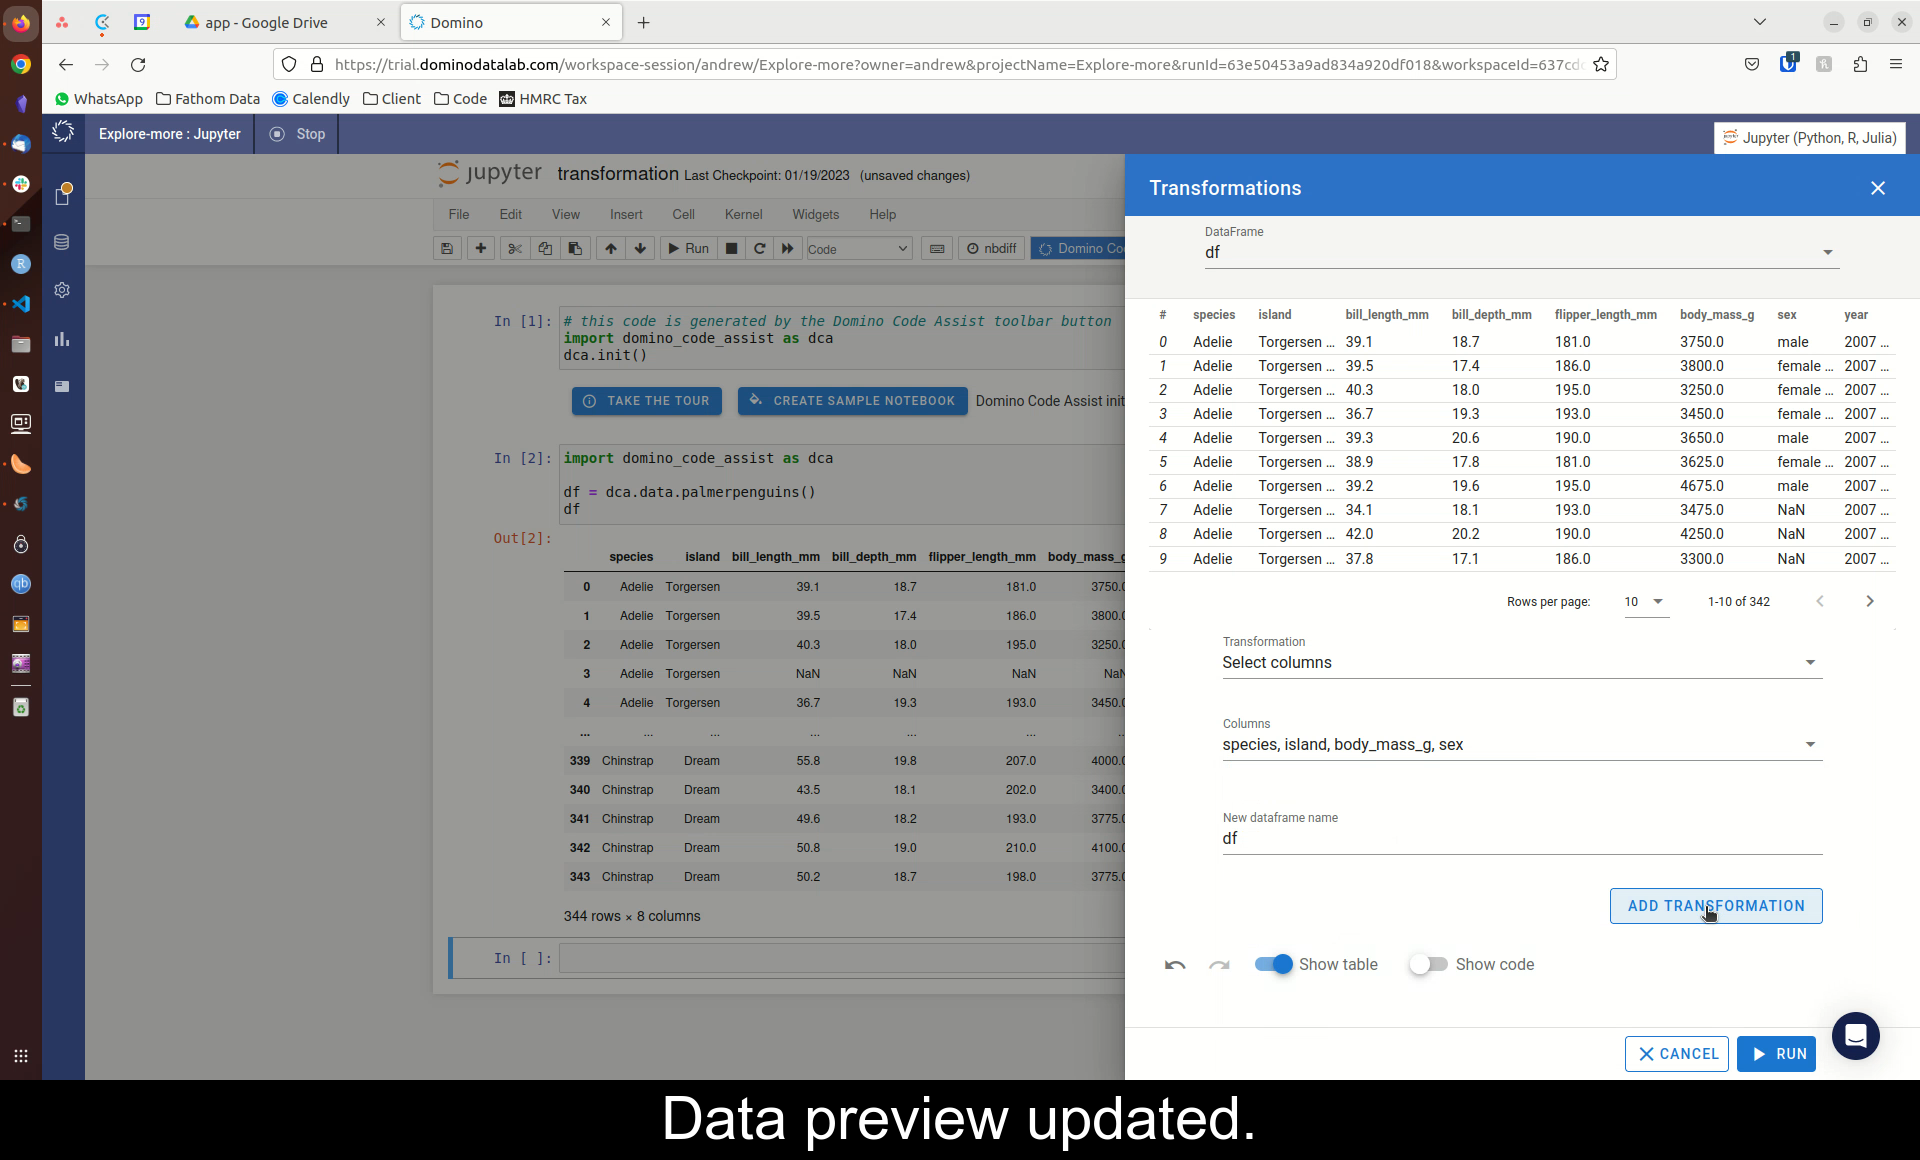 9 app - Google Drive Domino
https://trial.dominodatalab.com/workspace-session/andrew/Explore-more?owner=andrew&projectName=Explore-more&runId=63e50453a9ad834a920df018&workspaceId=637cd
1
WhatsApp Fathom Data Calendly Client Code HMRC Tax
Explore-more : Jupyter Stop Jupyter (Python, R, Julia)
jupyter transformation Last Checkpoint: 01/19/2023 (unsaved changes)
File Edit View Insert Cell Kernel Widgets Help
Run Code nbdiff Domino Co
In [1]: # this code is generated by the Domino Code Assist toolbar button
import domino_code_assist as dca
dca.init()
TAKE THE TOUR CREATE SAMPLE NOTEBOOK Domino Code Assist init
In [2]: import domino_code_assist as dca
df = dca.data.palmerpenguins()
df
Out[2]:
species island bill_length_mm bill_depth_mm flipper_length_mm body_mass_g
0 Adelie Torgersen 39.1 18.7 181.0 3750.0
1 Adelie Torgersen 39.5 17.4 186.0 3800.0
2 Adelie Torgersen 40.3 18.0 195.0 3250.0
3 Adelie Torgersen NaN NaN NaN NaN
4 Adelie Torgersen 36.7 19.3 193.0 3450.0
... ... ... ... ... ... ...
339 Chinstrap Dream 55.8 19.8 207.0 4000.0
340 Chinstrap Dream 43.5 18.1 202.0 3400.0
341 Chinstrap Dream 49.6 18.2 193.0 3775.0
342 Chinstrap Dream 50.8 19.0 210.0 4100.0
343 Chinstrap Dream 50.2 18.7 198.0 3775.0
344 rows × 8 columns
In [ ]:
Transformations
DataFrame
df
# species island bill_length_mm bill_depth_mm flipper_length_mm body_mass_g sex year
0 Adelie Torgersen ... 39.1 18.7 181.0 3750.0 male 2007 ...
1 Adelie Torgersen ... 39.5 17.4 186.0 3800.0 female ... 2007 ...
2 Adelie Torgersen ... 40.3 18.0 195.0 3250.0 female ... 2007 ...
3 Adelie Torgersen ... 36.7 19.3 193.0 3450.0 female ... 2007 ...
4 Adelie Torgersen ... 39.3 20.6 190.0 3650.0 male 2007 ...
5 Adelie Torgersen ... 38.9 17.8 181.0 3625.0 female ... 2007 ...
6 Adelie Torgersen ... 39.2 19.6 195.0 4675.0 male 2007 ...
7 Adelie Torgersen ... 34.1 18.1 193.0 3475.0 NaN 2007 ...
8 Adelie Torgersen ... 42.0 20.2 190.0 4250.0 NaN 2007 ...
9 Adelie Torgersen ... 37.8 17.1 186.0 3300.0 NaN 2007 ...
Rows per page: 10 1-10 of 342
Transformation
Select columns
Columns
species, island, body_mass_g, sex
New dataframe name
df
ADD TRANSFORMATION
Show table Show code
CANCEL RUN
Data preview updated.